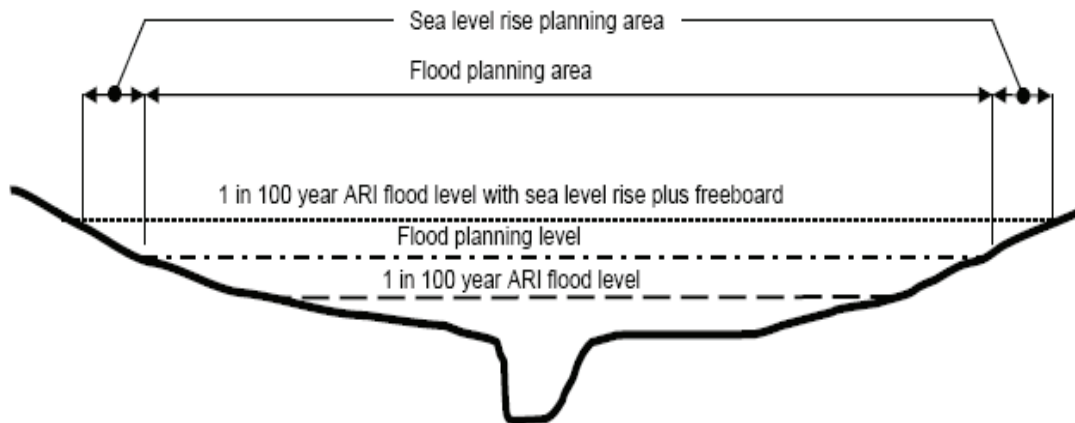 Sea level rise planning area
Flood planning area
1 in 100 year ARI flood level with sea level rise plus freeboard
Flood planning level
1 in 100 year ARI flood level